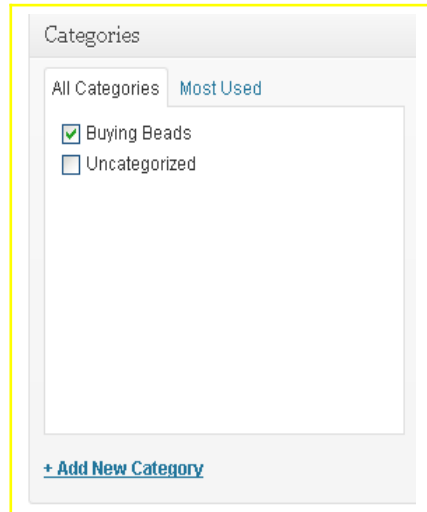 Categories
All Categories Most Used
Buying Beads
Uncategorized
+ Add New Category